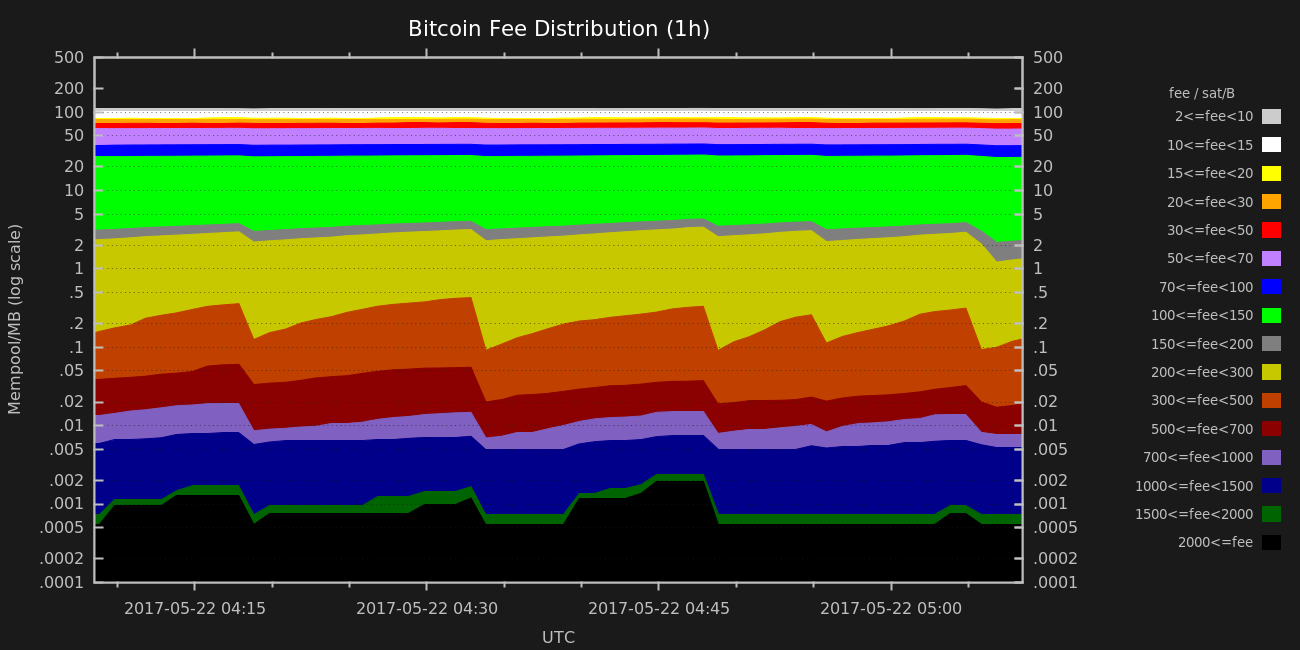 Bitcoin Fee Distribution (1h)
500 500
200 200
100 100
50 50
20 20
10 10
5 5
2 2
1 1
.5 .5
.2 .2
.1 .1
.05 .05
.02 .02
.01 .01
.005 .005
.002 .002
.001 .001
.0005 .0005
.0002 .0002
.0001 .0001
Mempool/MB (log scale)
2017-05-22 04:15 2017-05-22 04:30 2017-05-22 04:45 2017-05-22 05:00
UTC
fee / sat/B
2<=fee<10
10<=fee<15
15<=fee<20
20<=fee<30
30<=fee<50
50<=fee<70
70<=fee<100
100<=fee<150
150<=fee<200
200<=fee<300
300<=fee<500
500<=fee<700
700<=fee<1000
1000<=fee<1500
1500<=fee<2000
2000<=fee